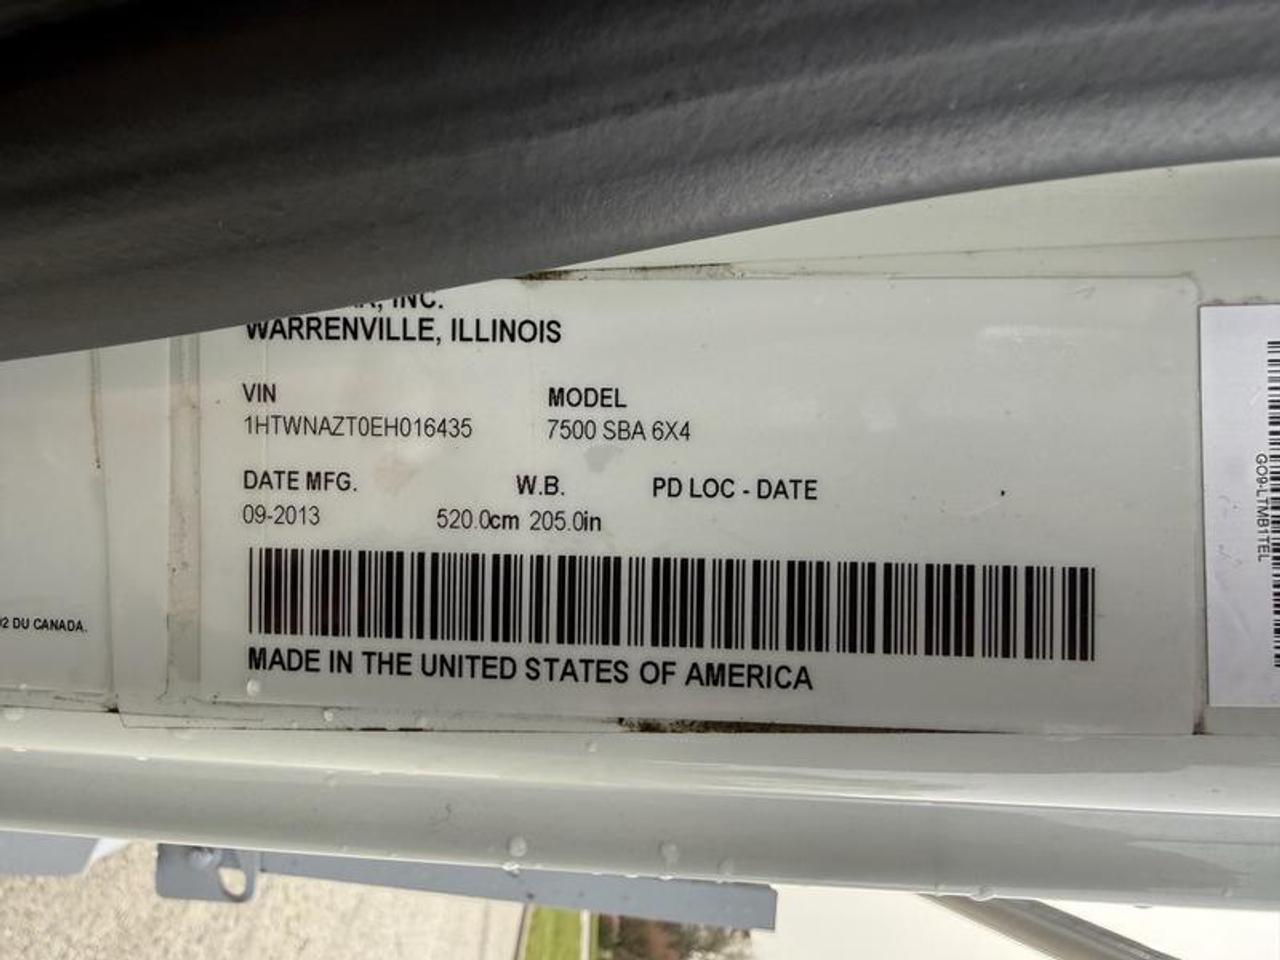 INC.
WARRENVILLE, ILLINOIS
VIN MODEL
1HTWNAZT0EH016435 7500 SBA 6X4
DATE MFG. W.B. PD LOC - DATE
09-2013 520.0cm 205.0in
MADE IN THE UNITED STATES OF AMERICA
DU CANADA.
GO9-LTMB1TEL